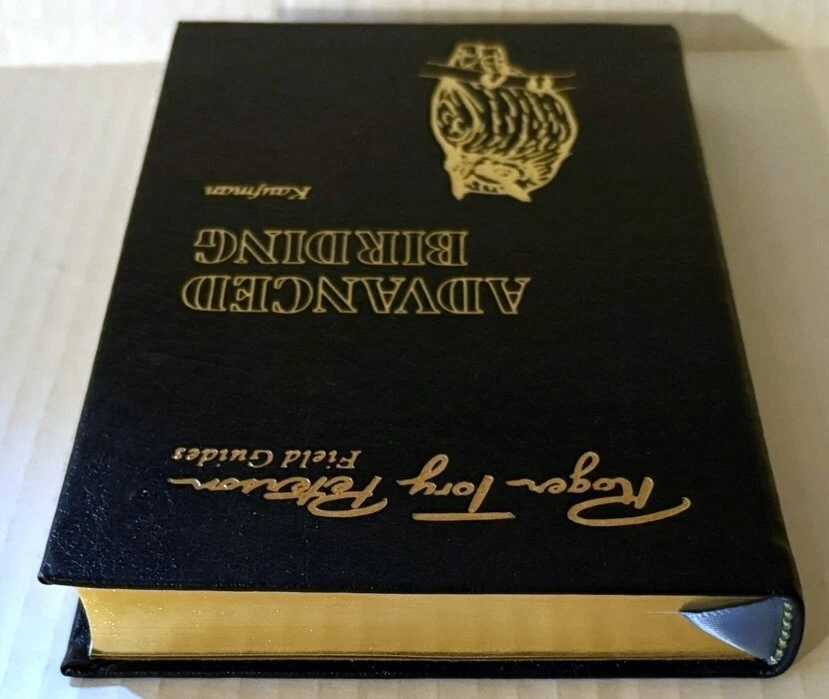 Roger Tory Peterson
Field Guides
ADVANCED
BIRDING
Kaufman